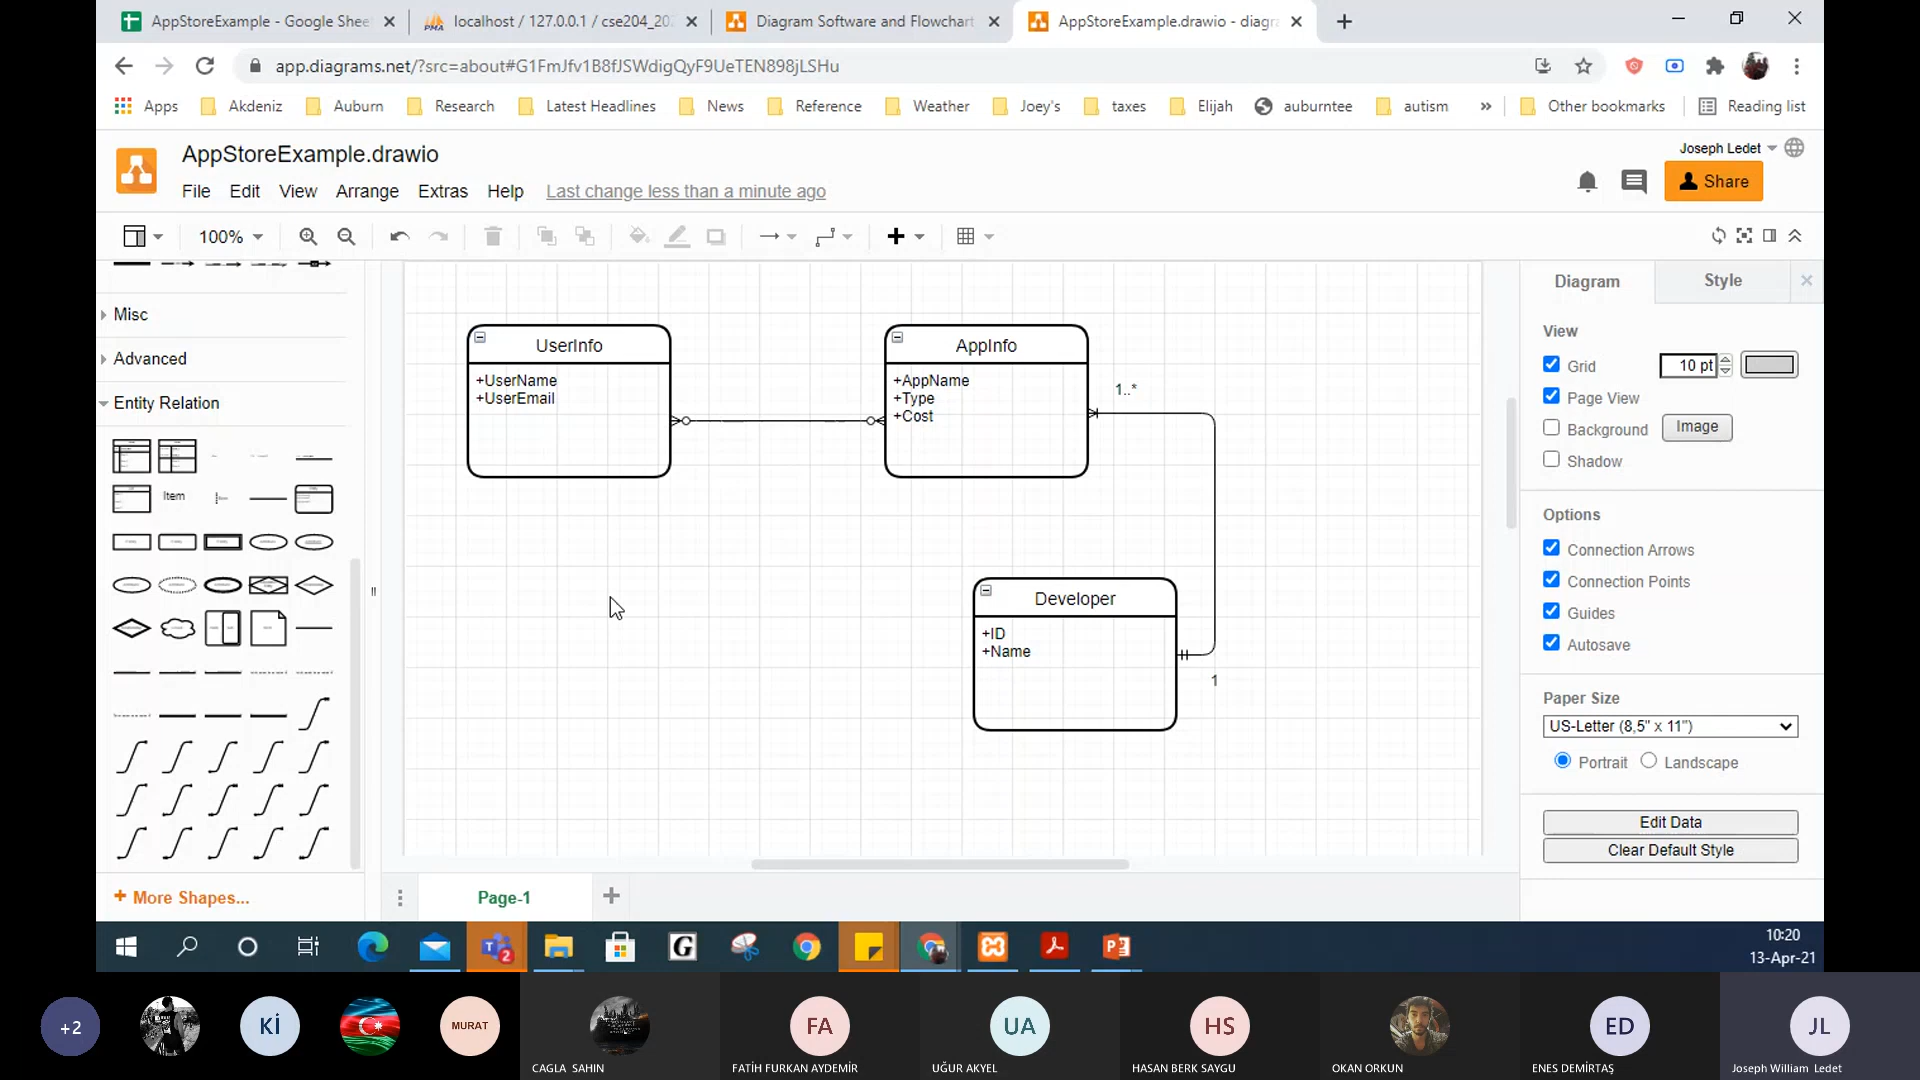 AppStoreExample - Google Shee
localhost / 127.0.0.1 / cse204_20
Diagram Software and Flowchart
AppStoreExample.drawio - diagra
app.diagrams.net/?src=about#G1FmJfv1B8fJSWdigQyF9UeTEN898jLSHu
Apps
Akdeniz
Auburn
Research
Latest Headlines
News
Reference
Weather
Joey's
taxes
Elijah
auburntee
autism
»
Other bookmarks
Reading list
AppStoreExample.drawio
Joseph Ledet
File Edit View Arrange Extras Help Last change less than a minute ago
Share
100%
Misc
Advanced
Entity Relation
Item
+ More Shapes...
UserInfo
+UserName
+UserEmail
AppInfo
+AppName
+Type
+Cost
1..*
Developer
+ID
+Name
1
Page-1
Diagram
Style
View
Grid
10 pt
Page View
Background
Image
Shadow
Options
Connection Arrows
Connection Points
Guides
Autosave
Paper Size
US-Letter (8,5" x 11")
Portrait
Landscape
Edit Data
Clear Default Style
2
G
10:20
13-Apr-21
+2
Kİ
MURAT
CAGLA SAHIN
FA
FATİH FURKAN AYDEMİR
UA
UĞUR AKYEL
HS
HASAN BERK SAYGU
OKAN ORKUN
ED
ENES DEMİRTAŞ
JL
Joseph William Ledet